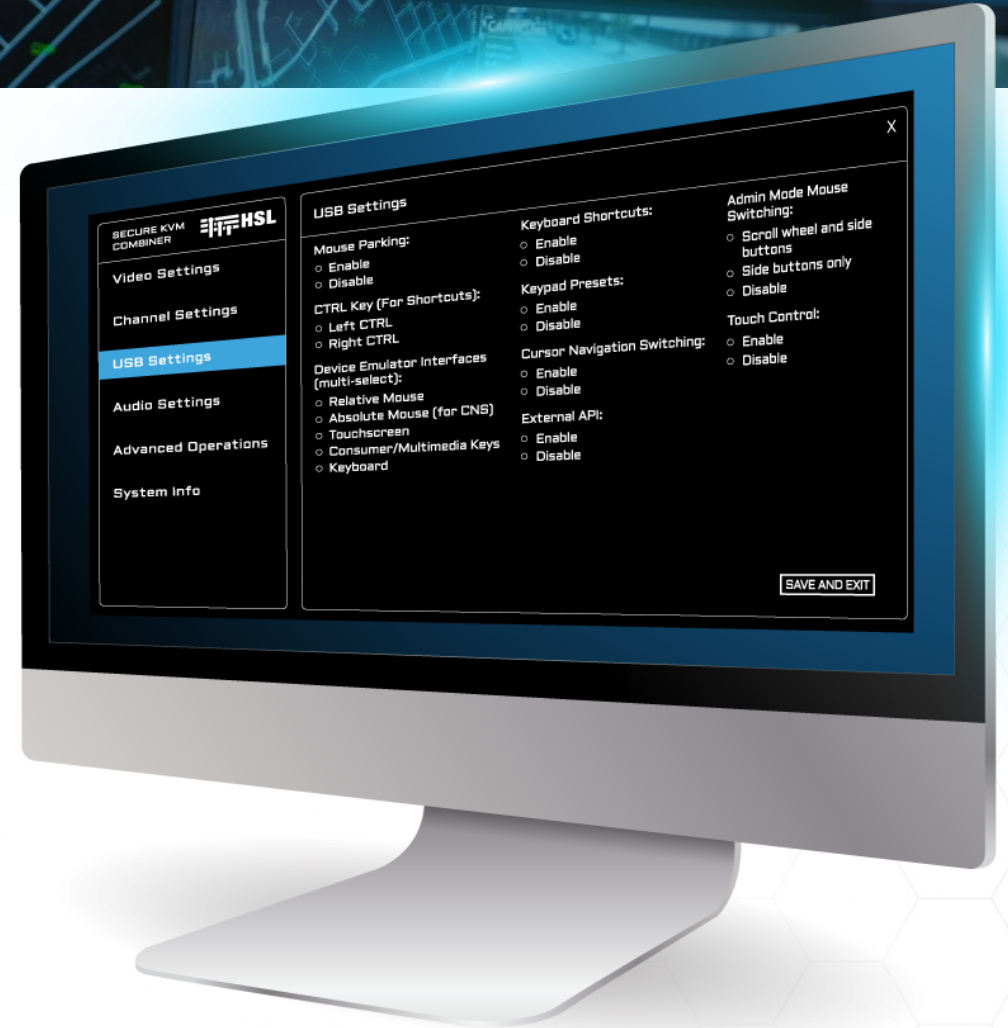 SECURE KVM
COMBINER
HSL
Video Settings
Channel Settings
USB Settings
Audio Settings
Advanced Operations
System Info
X
USB Settings
Mouse Parking:
Enable
Disable
CTRL Key (For Shortcuts):
Left CTRL
Right CTRL
Device Emulator Interfaces
(multi-select):
Relative Mouse
Absolute Mouse (for CNS)
Touchscreen
Consumer/Multimedia Keys
Keyboard
Keyboard Shortcuts:
Enable
Disable
Keypad Presets:
Enable
Disable
Cursor Navigation Switching:
Enable
Disable
External API:
Enable
Disable
Admin Mode Mouse
Switching:
Scroll wheel and side
buttons
Side buttons only
Disable
Touch Control:
Enable
Disable
SAVE AND EXIT